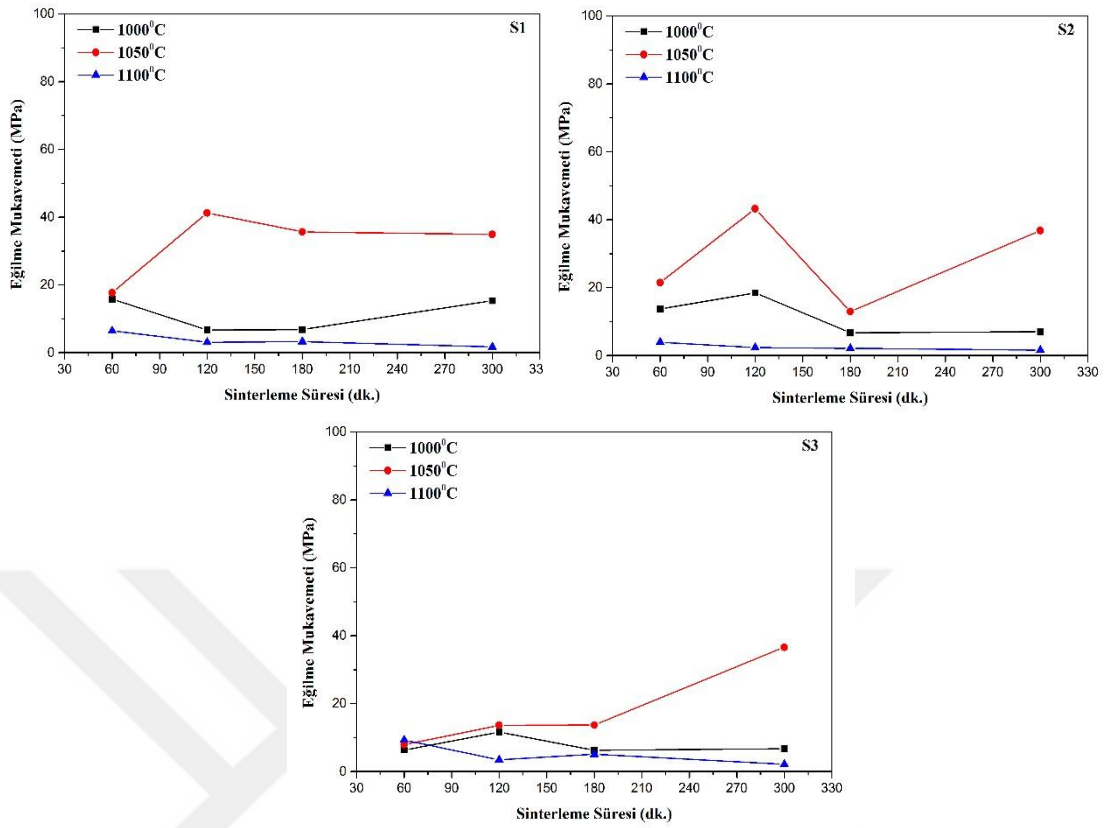 S1
1000⁰C
1050⁰C
1100⁰C
100
80
60
40
20
0
Eğilme Mukavemeti (MPa)
30 60 90 120 150 180 210 240 270 300 33
Sinterleme Süresi (dk.)
S2
1000⁰C
1050⁰C
1100⁰C
100
80
60
40
20
0
Eğilme Mukavemeti (MPa)
30 60 90 120 150 180 210 240 270 300 330
Sinterleme Süresi (dk.)
S3
1000⁰C
1050⁰C
1100⁰C
100
80
60
40
20
0
Eğilme Mukavemeti (MPa)
30 60 90 120 150 180 210 240 270 300 330
Sinterleme Süresi (dk.)